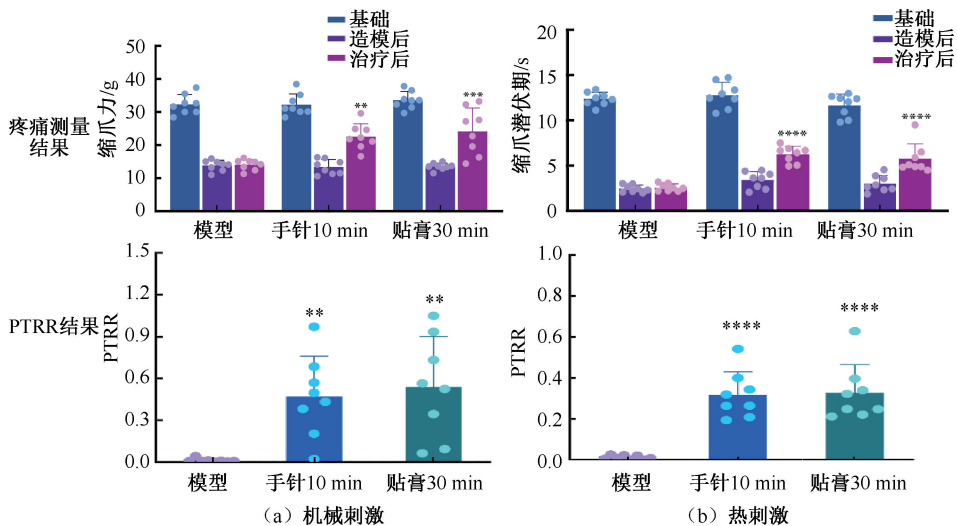 基础
造模后
治疗后
疼痛测量
结果
缩爪力/g
50
40
30
20
10
0
**
***
模型
手针10 min
贴膏30 min
基础
造模后
治疗后
缩爪潜伏期/s
20
15
10
5
0
****
****
模型
手针10 min
贴膏30 min
PTRR结果
PTRR
1.5
1.2
0.9
0.6
0.3
0.0
**
**
模型
手针10 min
贴膏30 min
(a) 机械刺激
PTRR
1.0
0.8
0.6
0.4
0.2
0.0
****
****
模型
手针10 min
贴膏30 min
(b) 热刺激